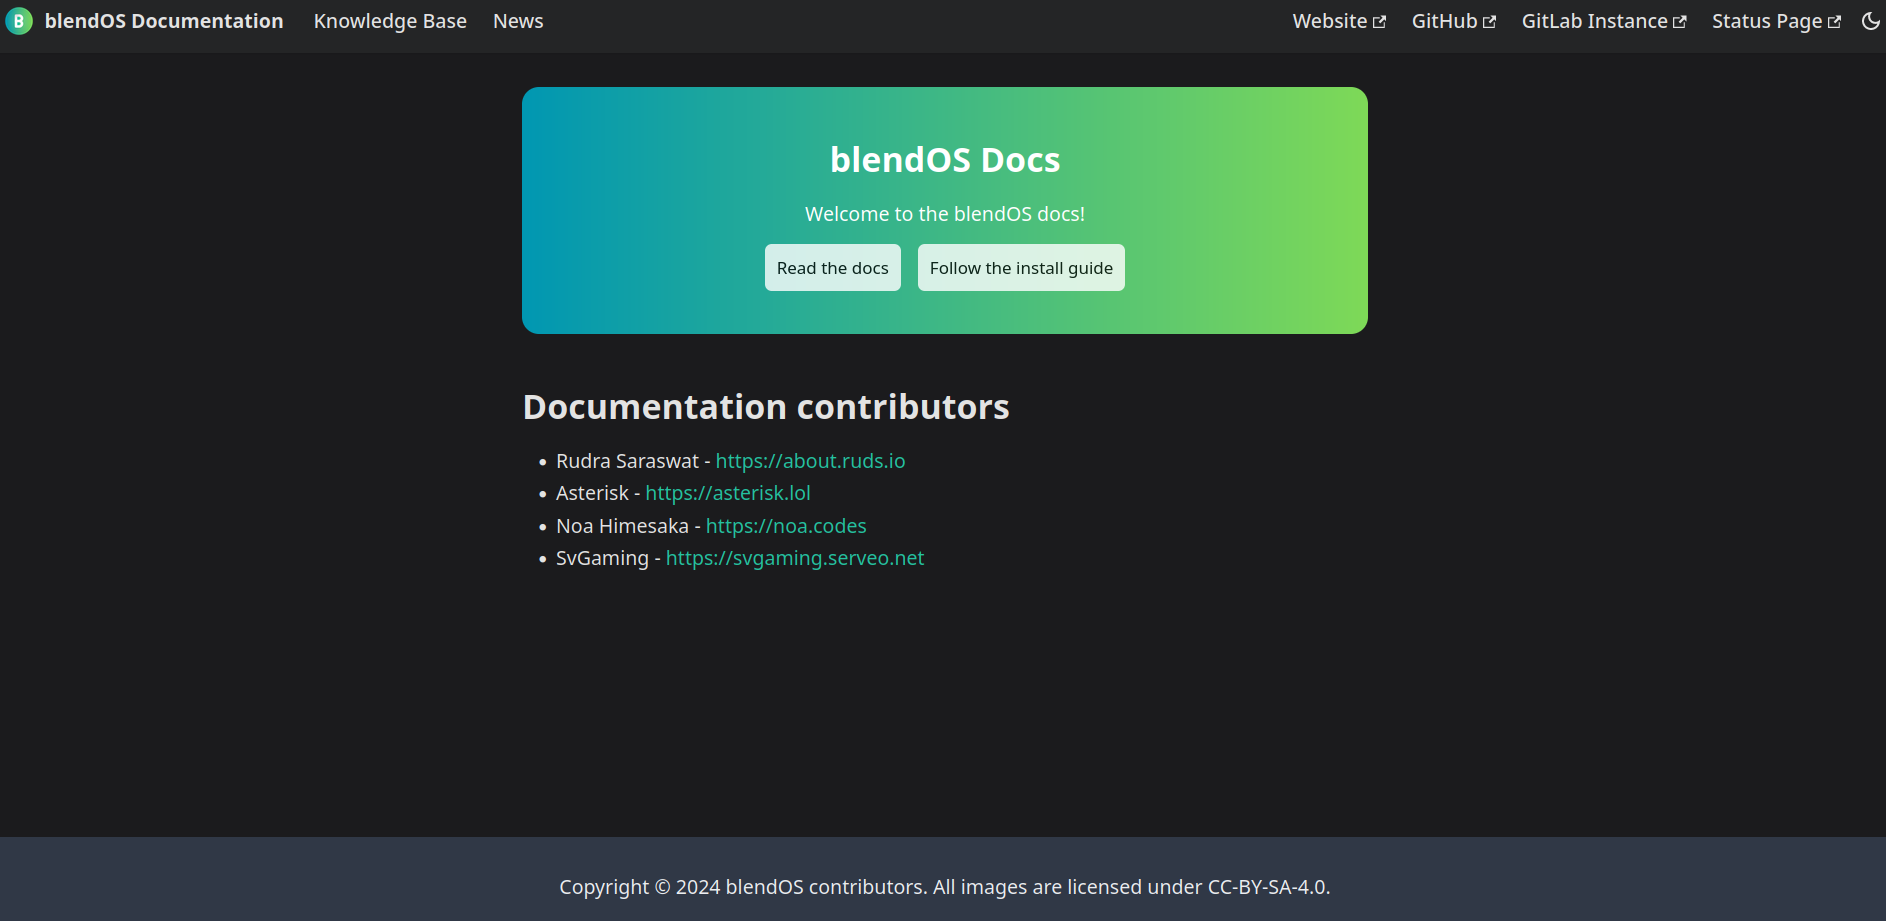 B blendOS Documentation Knowledge Base News Website GitHub GitLab Instance Status Page
blendOS Docs
Welcome to the blendOS docs!
Read the docs Follow the install guide
Documentation contributors
• Rudra Saraswat - https://about.ruds.io
• Asterisk - https://asterisk.lol
• Noa Himesaka - https://noa.codes
• SvGaming - https://svgaming.serveo.net
Copyright © 2024 blendOS contributors. All images are licensed under CC-BY-SA-4.0.